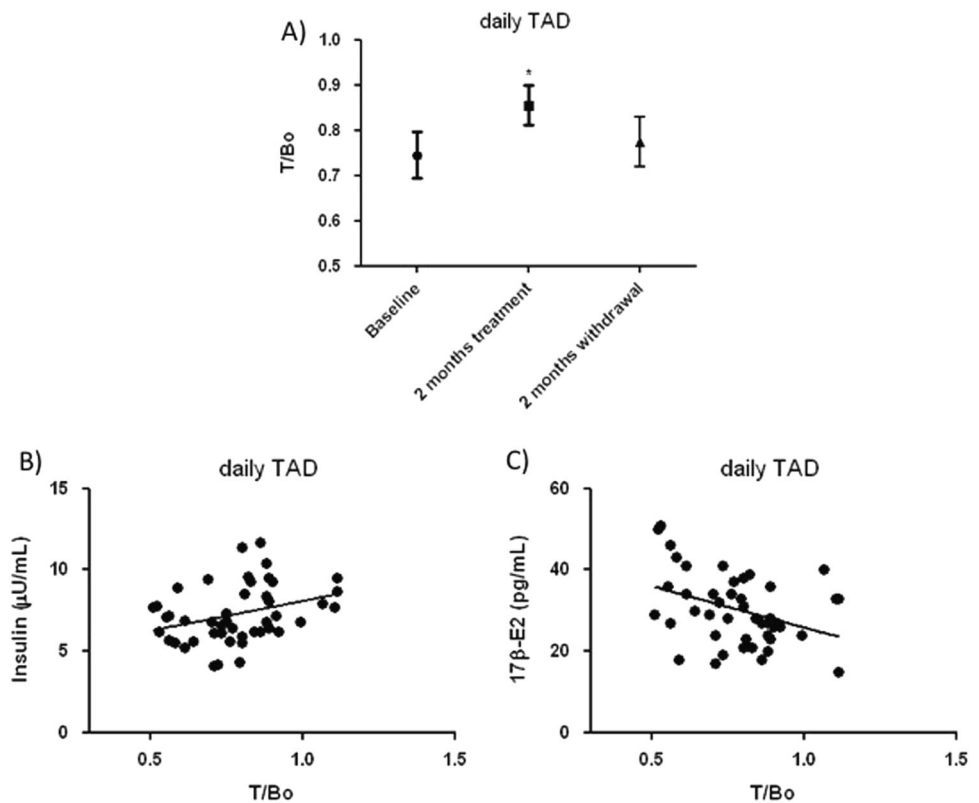 A)
daily TAD
*
1.0
0.9
0.8
0.7
0.6
0.5
T/Bo
Baseline
2 months treatment
2 months withdrawal
B)
daily TAD
15
10
5
0
Insulin (μU/mL)
0.5
1.0
1.5
T/Bo
C)
daily TAD
60
40
20
0
17β-E2 (pg/mL)
0.5
1.0
1.5
T/Bo